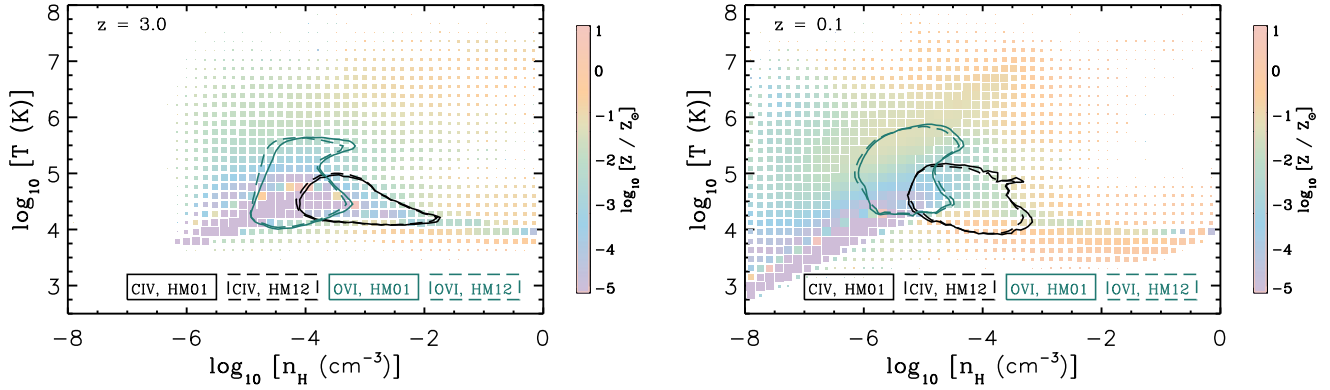 z = 3.0
8
7
6
5
4
3
log₁₀ [T (K)]
CIV, HM01
CIV, HM12
OVI, HM01
OVI, HM12
-8
-6
-4
-2
0
log₁₀ [n_H (cm⁻³)]
1
0
-1
-2
-3
-4
-5
log₁₀ [Z / Z⊙]
z = 0.1
8
7
6
5
4
3
log₁₀ [T (K)]
CIV, HM01
CIV, HM12
OVI, HM01
OVI, HM12
-8
-6
-4
-2
0
log₁₀ [n_H (cm⁻³)]
1
0
-1
-2
-3
-4
-5
log₁₀ [Z / Z⊙]